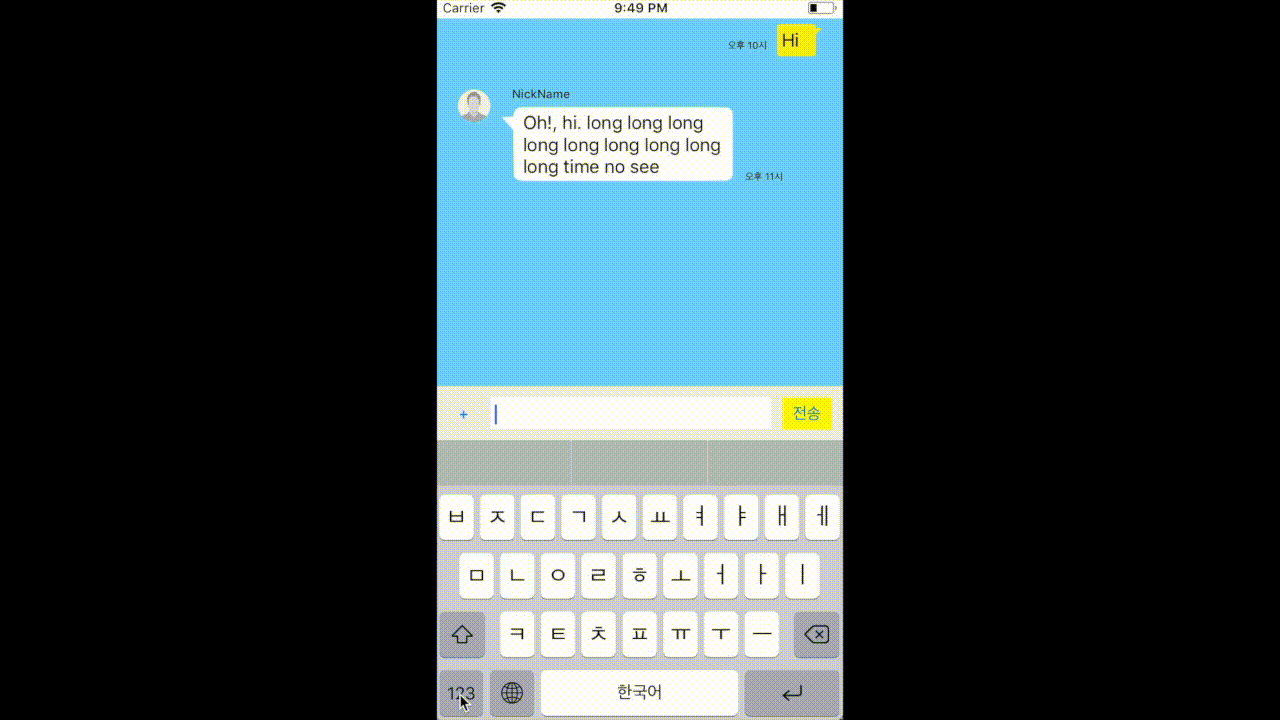 Carrier 9:49 PM
오후 10시 Hi
NickName
Oh!, hi. long long long
long long long long long
long time no see
오후 11시
+ 전송
ㅂ ㅈ ㄷ ㄱ ㅅ ㅛ ㅕ ㅑ ㅐ ㅔ
ㅁ ㄴ ㅇ ㄹ ㅎ ㅗ ㅓ ㅏ ㅣ
ㅋ ㅌ ㅊ ㅍ ㅠ ㅜ ㅡ
123 한국어